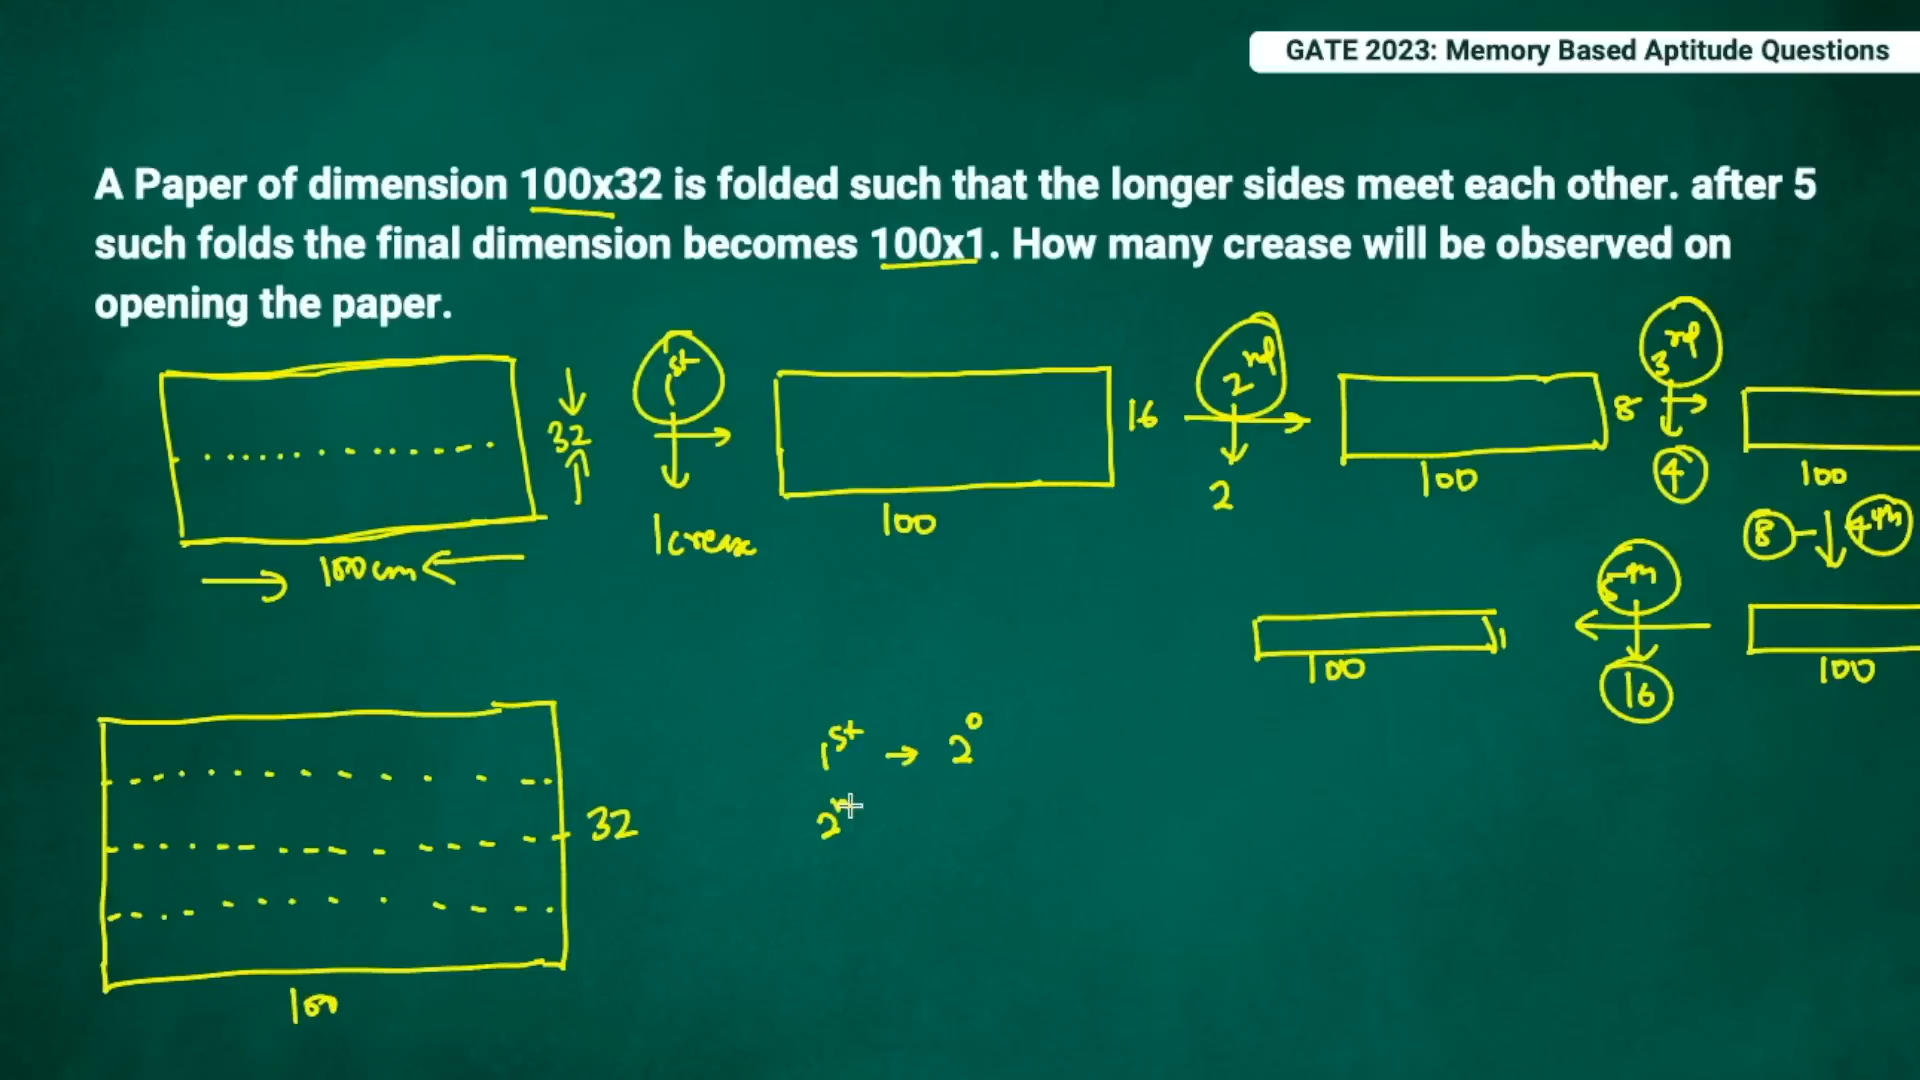 GATE 2023: Memory Based Aptitude Questions
A Paper of dimension 100x32 is folded such that the longer sides meet each other. after 5
such folds the final dimension becomes 100x1. How many crease will be observed on
opening the paper.
32
100cm
1st
1 crease
16
100
2nd
2
8
100
3rd
4
100
8
4th
100
5th
16
1
100
32
100
1st → 2^0
2n